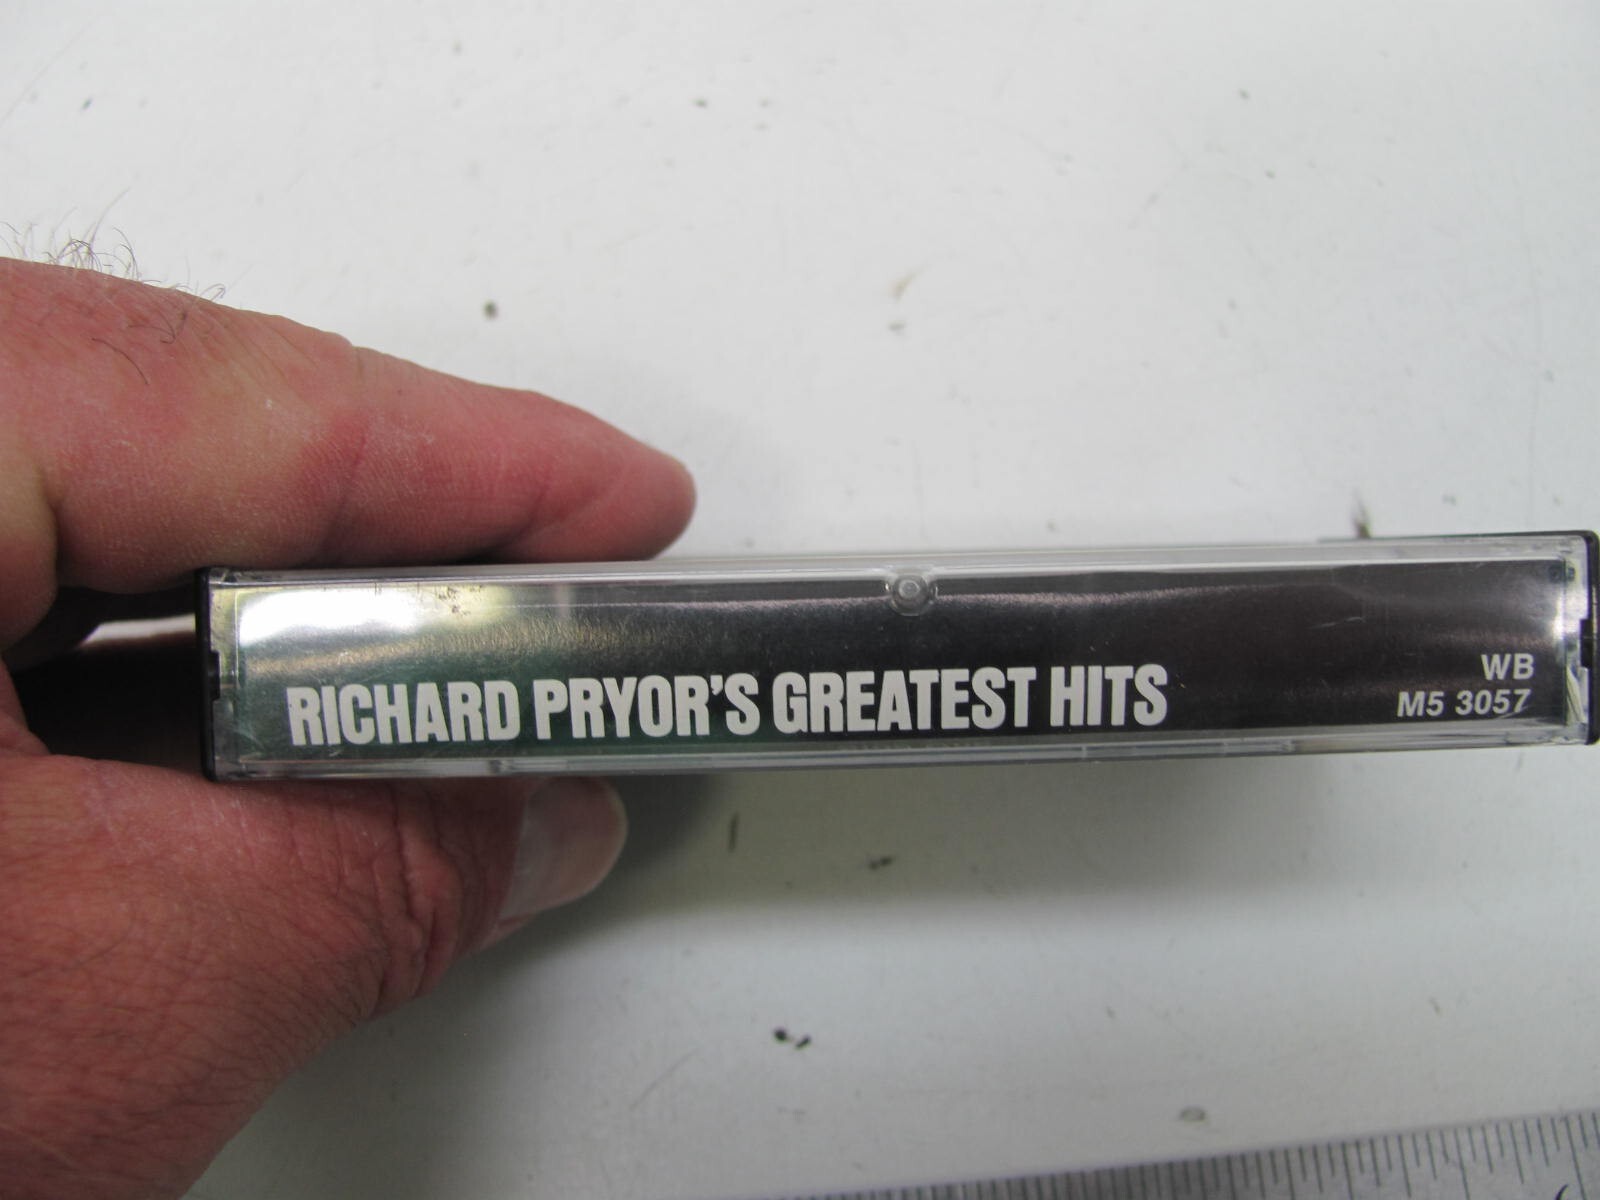 RICHARD PRYOR'S GREATEST HITS
WB
M5 3057